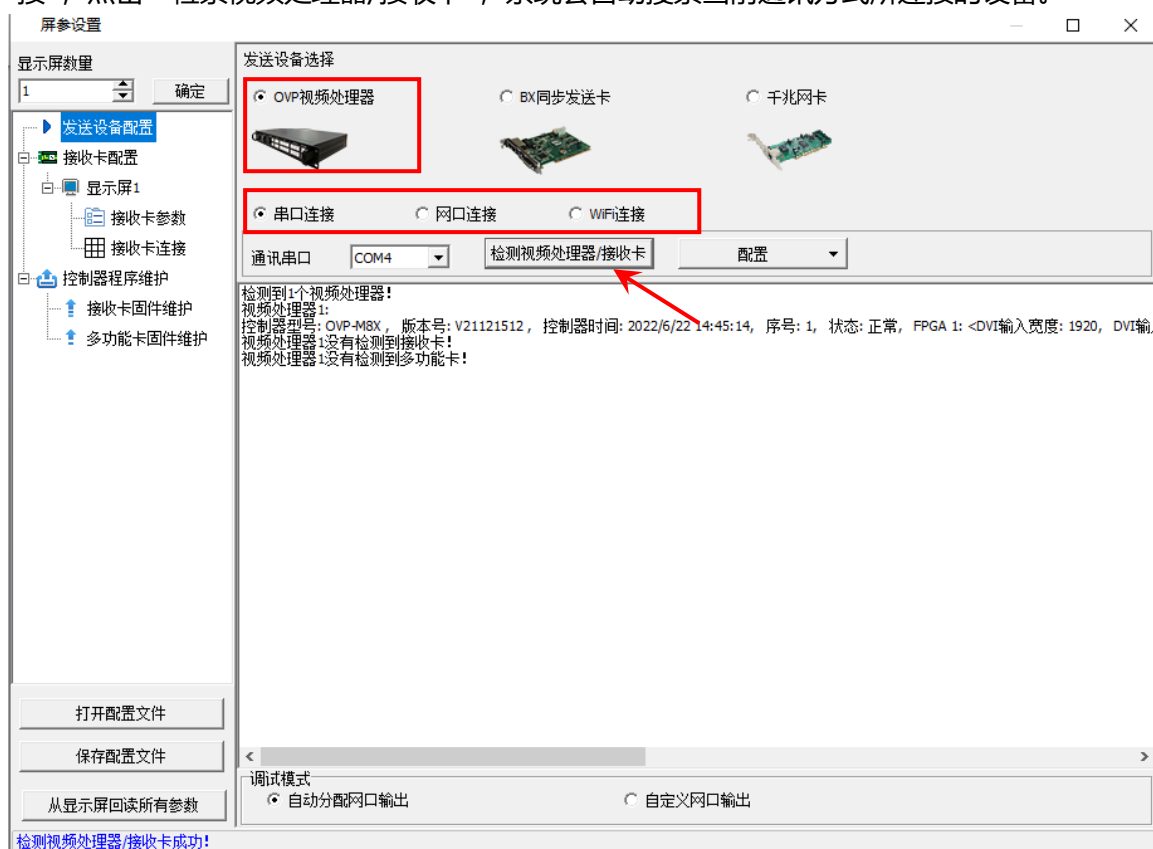 屏参设置
显示屏数量
1
确定
发送设备配置
接收卡配置
显示屏1
接收卡参数
接收卡连接
控制器程序维护
接收卡固件维护
多功能卡固件维护
打开配置文件
保存配置文件
从显示屏回读所有参数
发送设备选择
OVP视频处理器 BX同步发送卡 千兆网卡
串口连接 网口连接 WiFi连接
通讯串口 COM4 检测视频处理器/接收卡 配置
检测到1个视频处理器!
视频处理器1:
控制器型号: OVP-M8X, 版本号: V21121512, 控制器时间: 2022/6/22 14:45:14, 序号: 1, 状态: 正常, FPGA 1: <DVI输入宽度: 1920, DVI输
视频处理器1没有检测到接收卡!
视频处理器1没有检测到多功能卡!
调试模式
自动分配网口输出 自定义网口输出
检测视频处理器/接收卡成功!